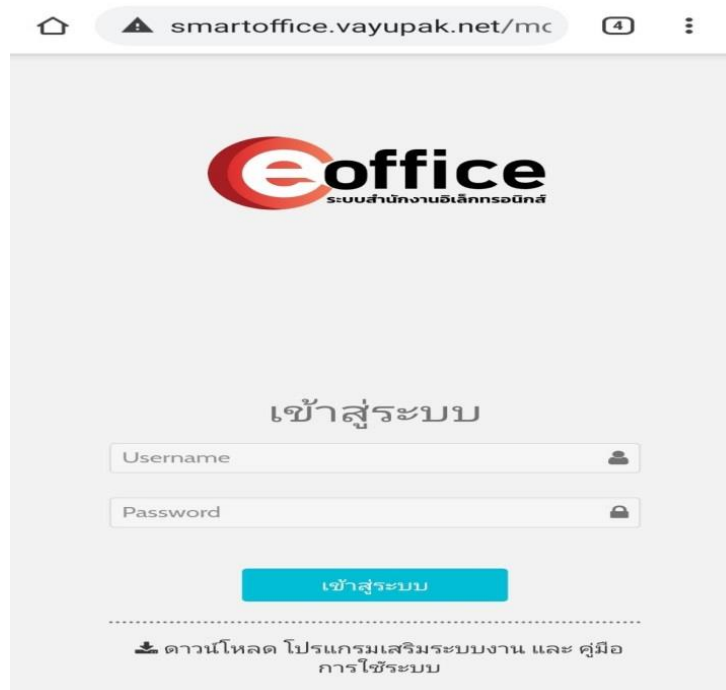 smartoffice.vayupak.net/mc
4
eoffice
ระบบสำนักงานอิเล็กทรอนิกส์
เข้าสู่ระบบ
Username
Password
เข้าสู่ระบบ
ดาวน์โหลด โปรแกรมเสริมระบบงาน และ คู่มือ
การใช้ระบบ